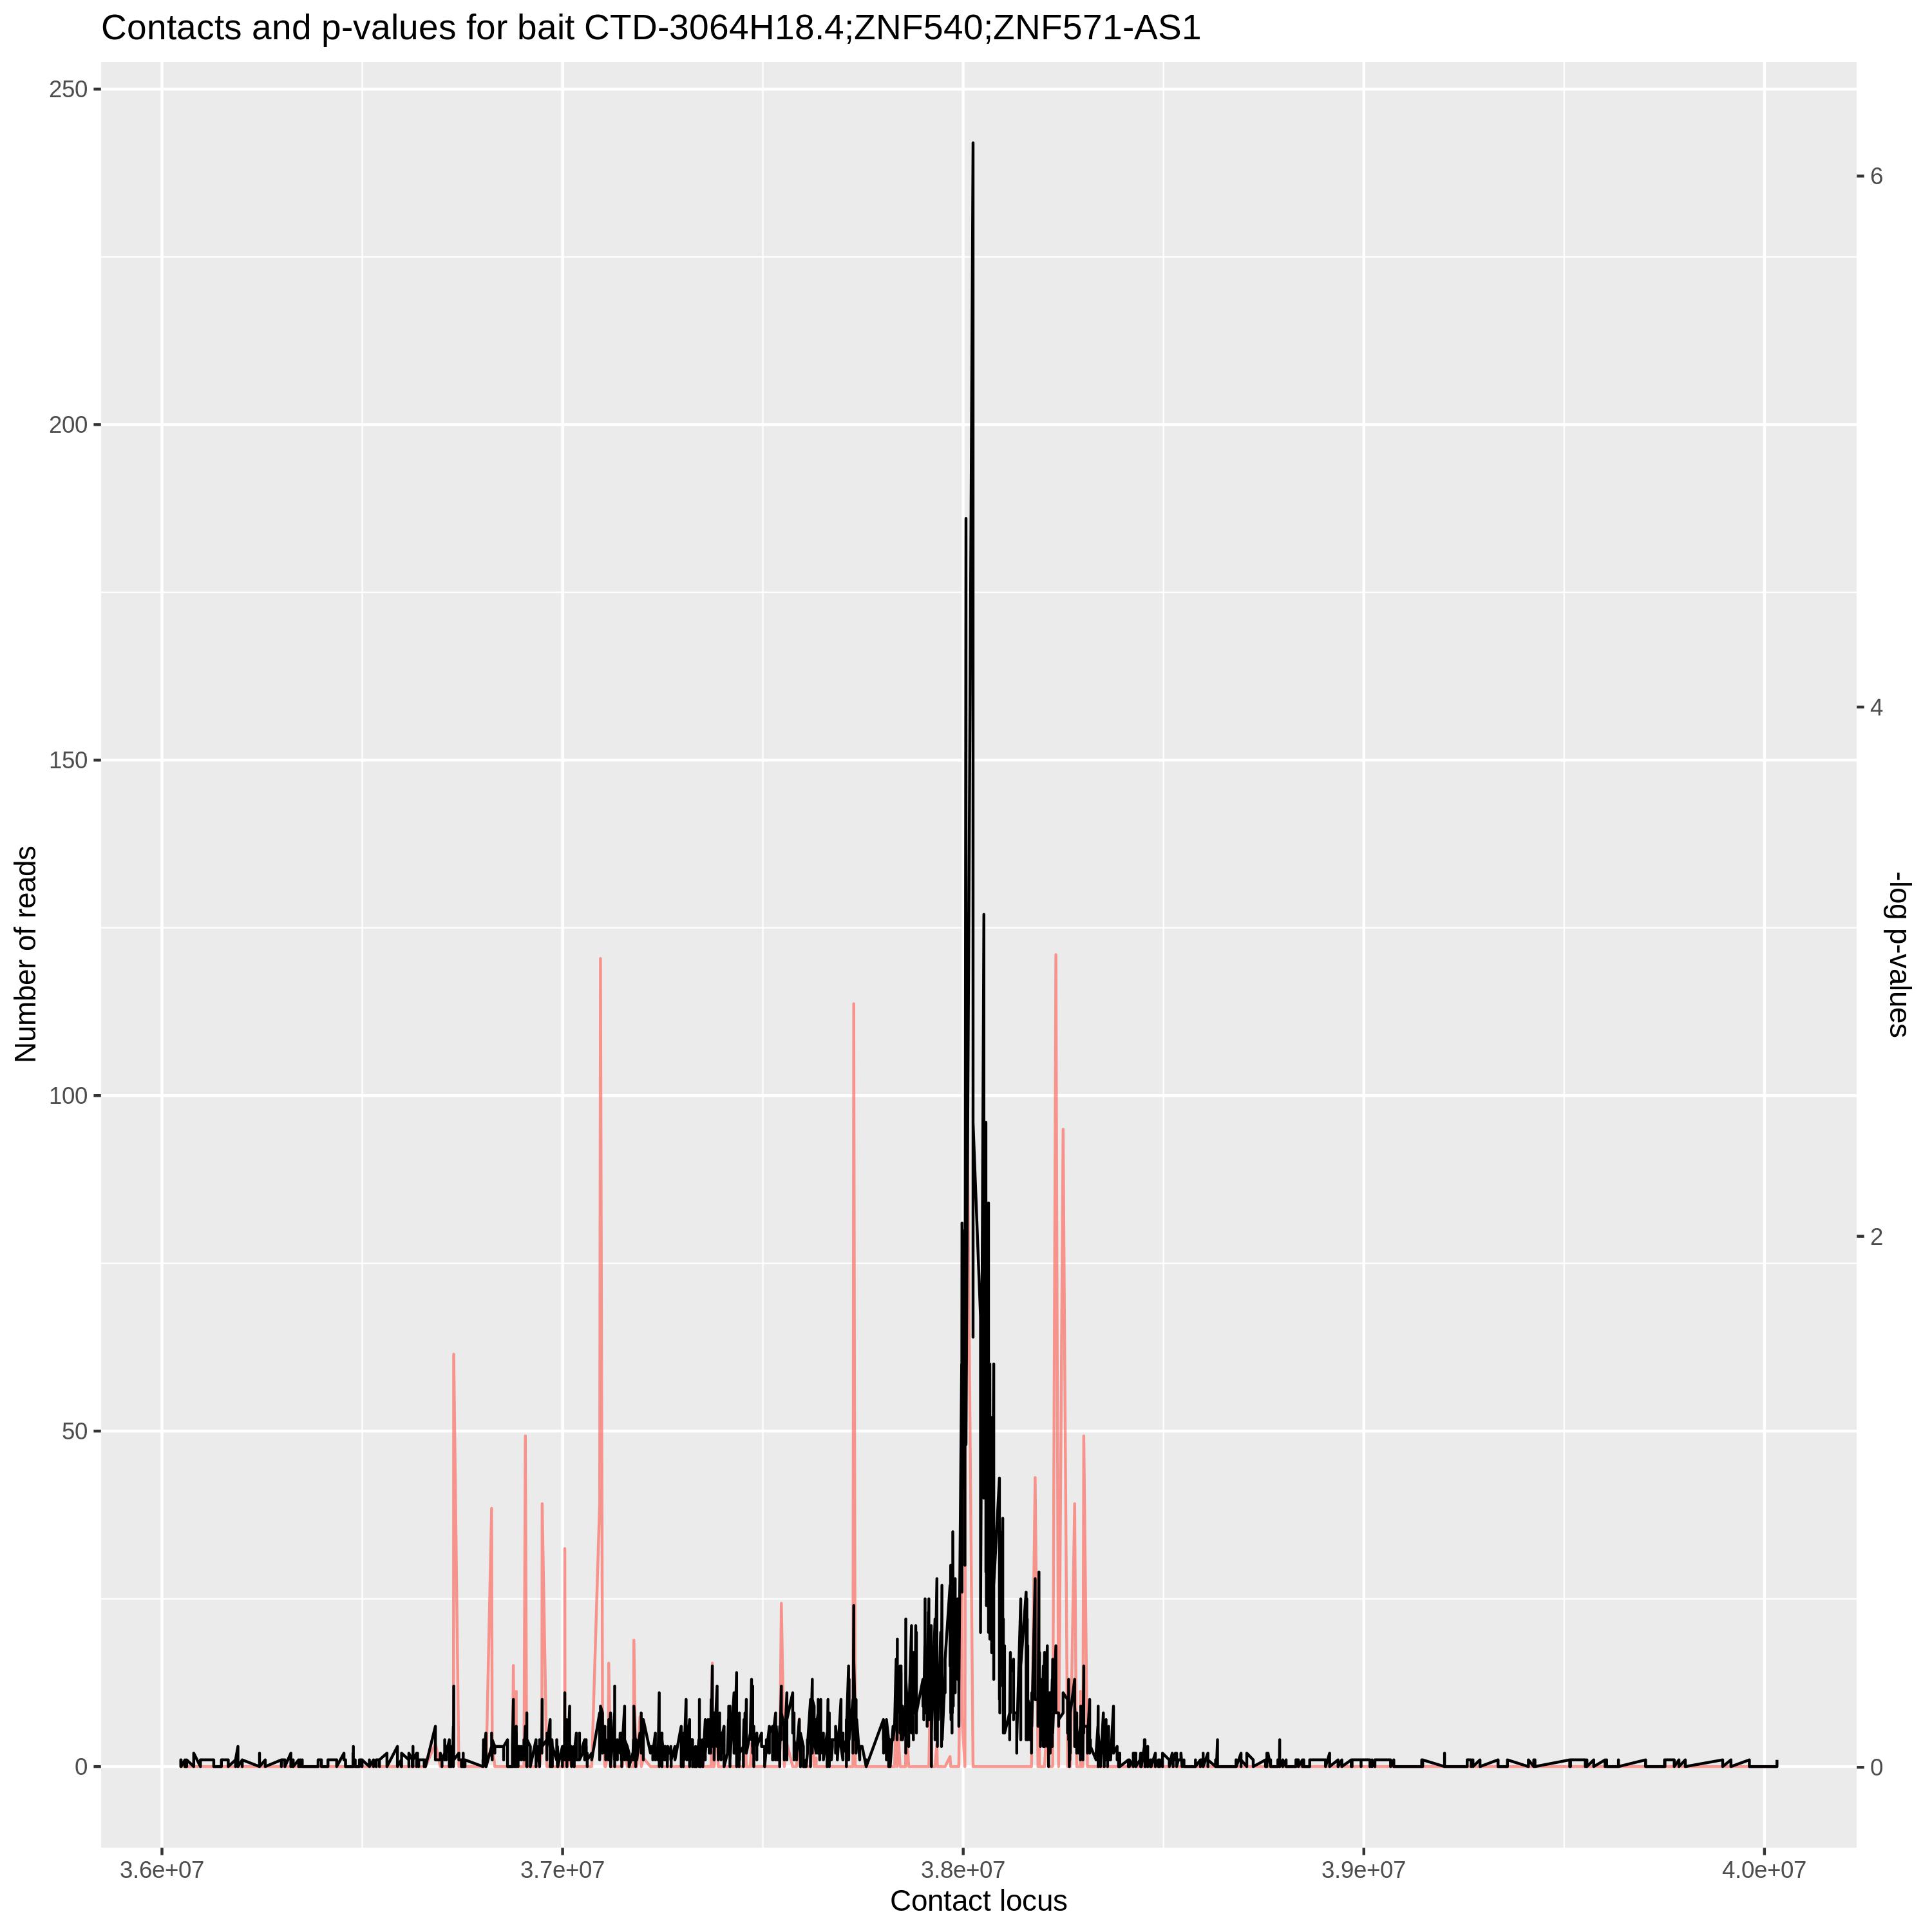 Contacts and p-values for bait CTD-3064H18.4;ZNF540;ZNF571-AS1
250
200
150
100
50
0
Number of reads
6
4
2
0
-log p-values
3.6e+07
3.7e+07
3.8e+07
3.9e+07
4.0e+07
Contact locus